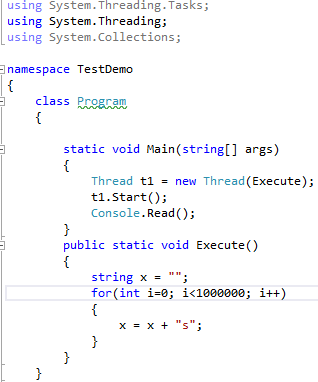 using System.Threading.Tasks;
using System.Threading;
using System.Collections;
namespace TestDemo
{
class Program
{
static void Main(string[] args)
{
Thread t1 = new Thread(Execute);
t1.Start();
Console.Read();
}
public static void Execute()
{
string x = "";
for(int i=0; i<1000000; i++)
{
x = x + "s";
}
}
}